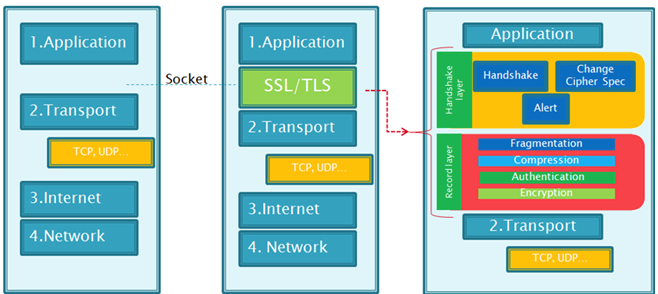 1.Application
2.Transport
TCP, UDP...
3.Internet
4.Network
Socket
1.Application
SSL/TLS
2.Transport
TCP, UDP...
3.Internet
4. Network
Application
Handshake
layer
Handshake
Change
Cipher Spec
Alert
Record layer
Fragmentation
Compression
Authentication
Encryption
2.Transport
TCP, UDP...